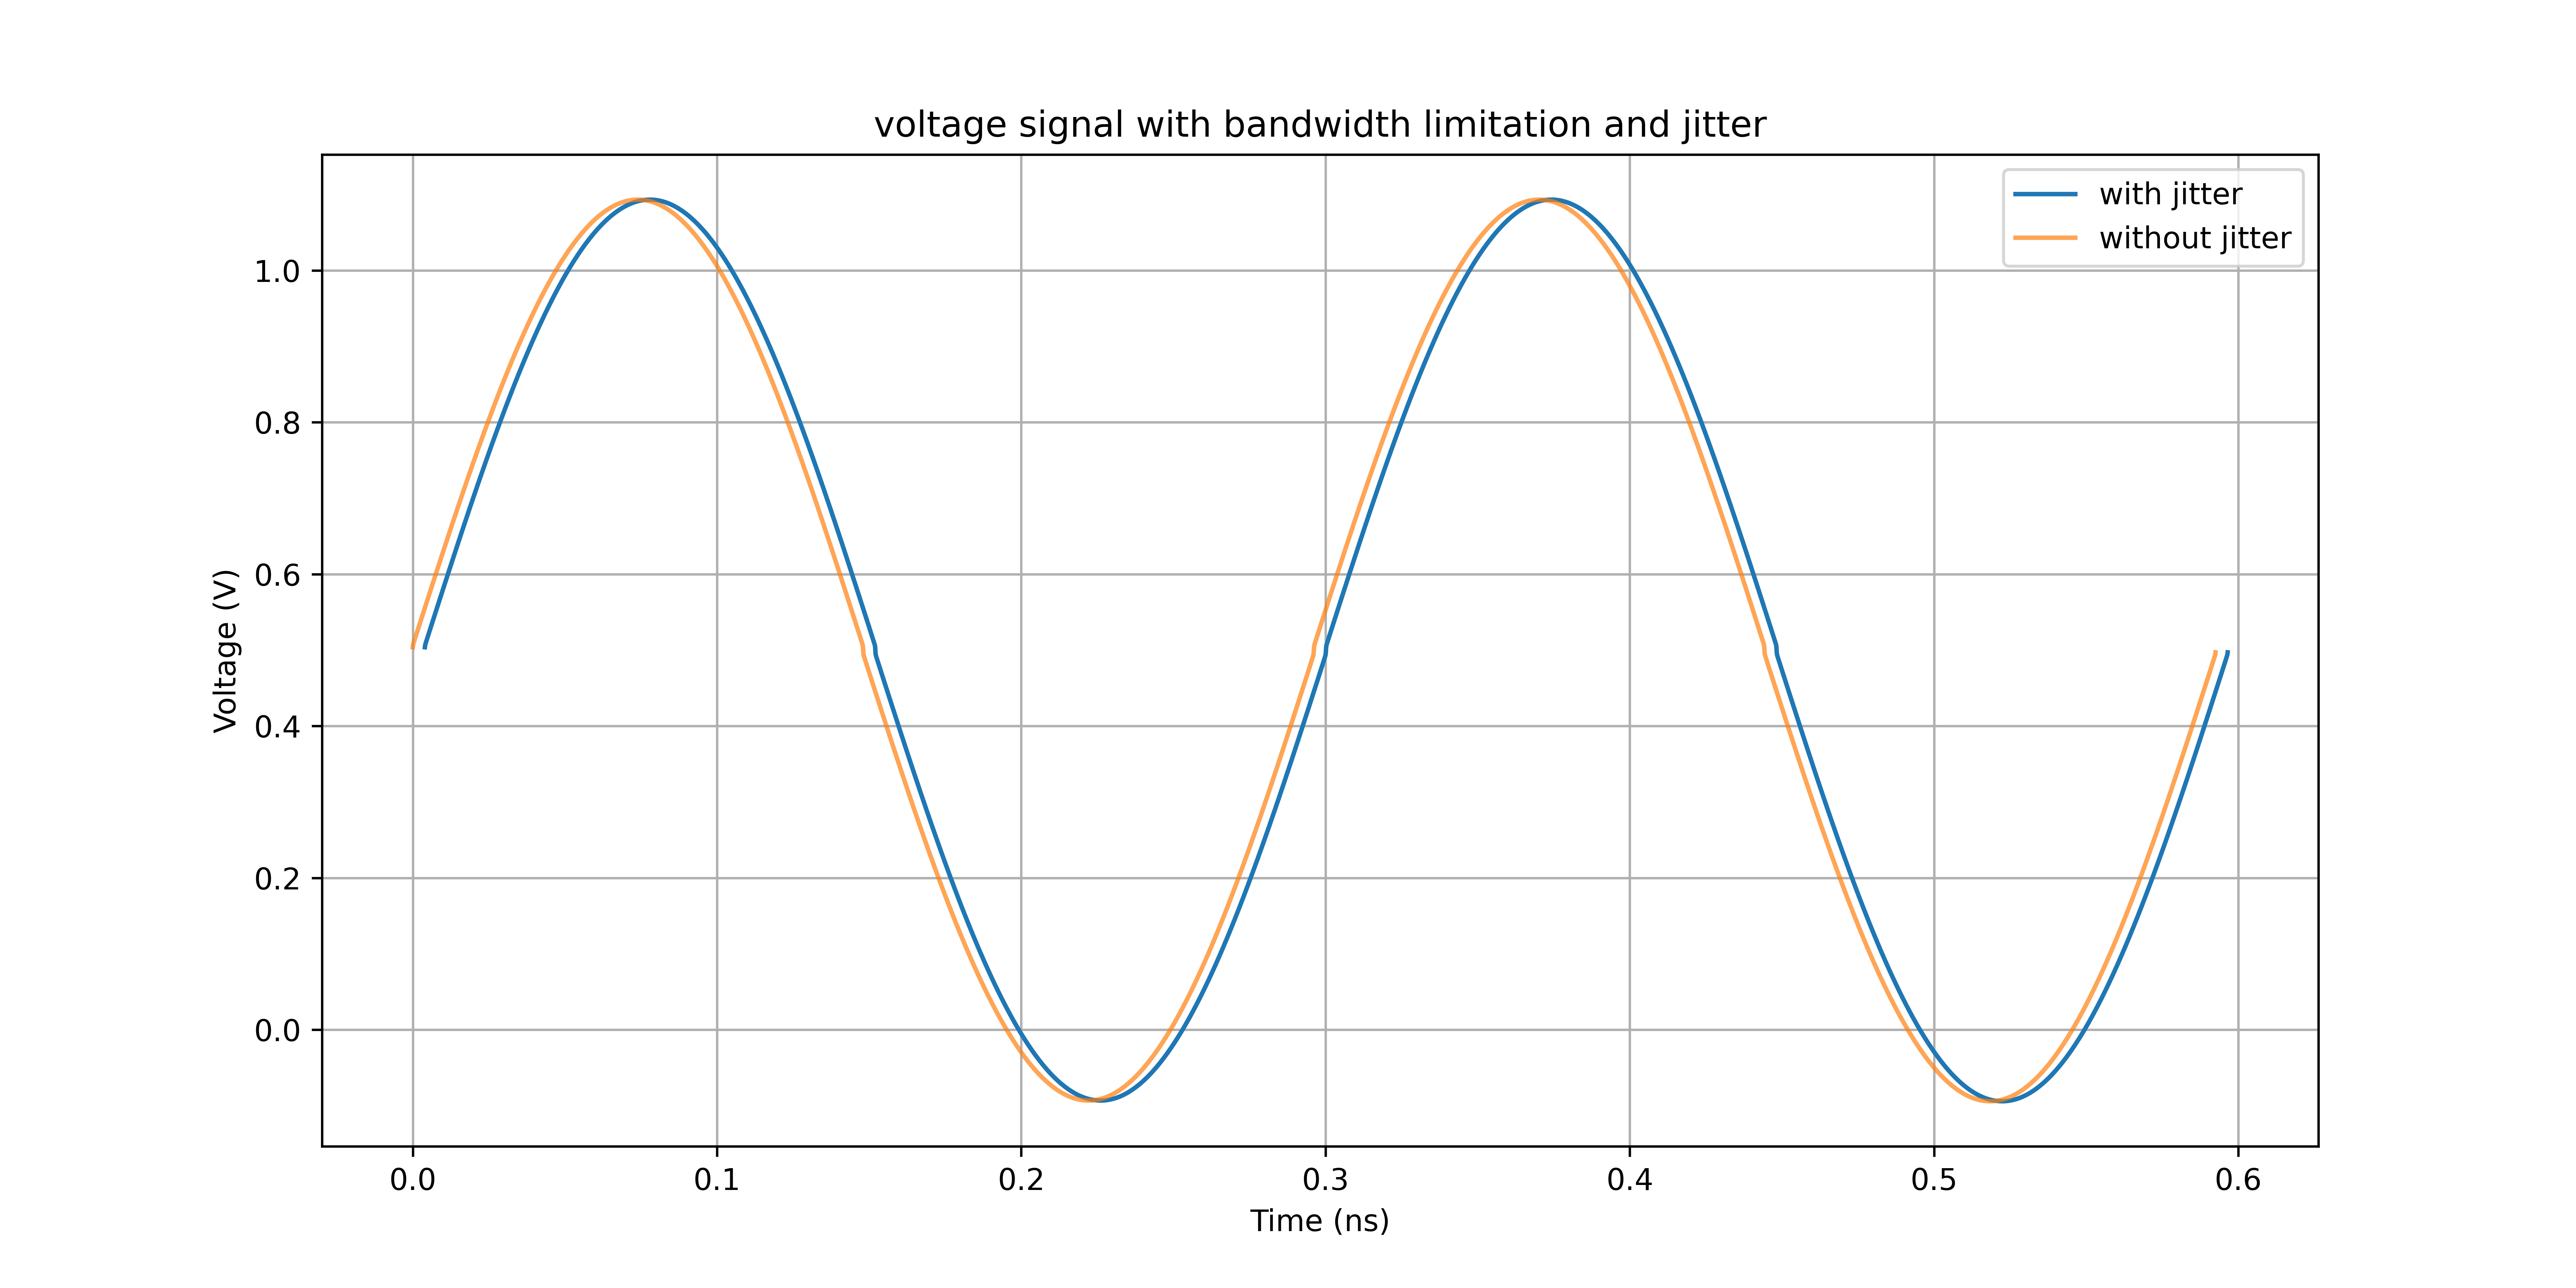 voltage signal with bandwidth limitation and jitter
with jitter
without jitter
Voltage (V)
1.0
0.8
0.6
0.4
0.2
0.0
0.0 0.1 0.2 0.3 0.4 0.5 0.6
Time (ns)